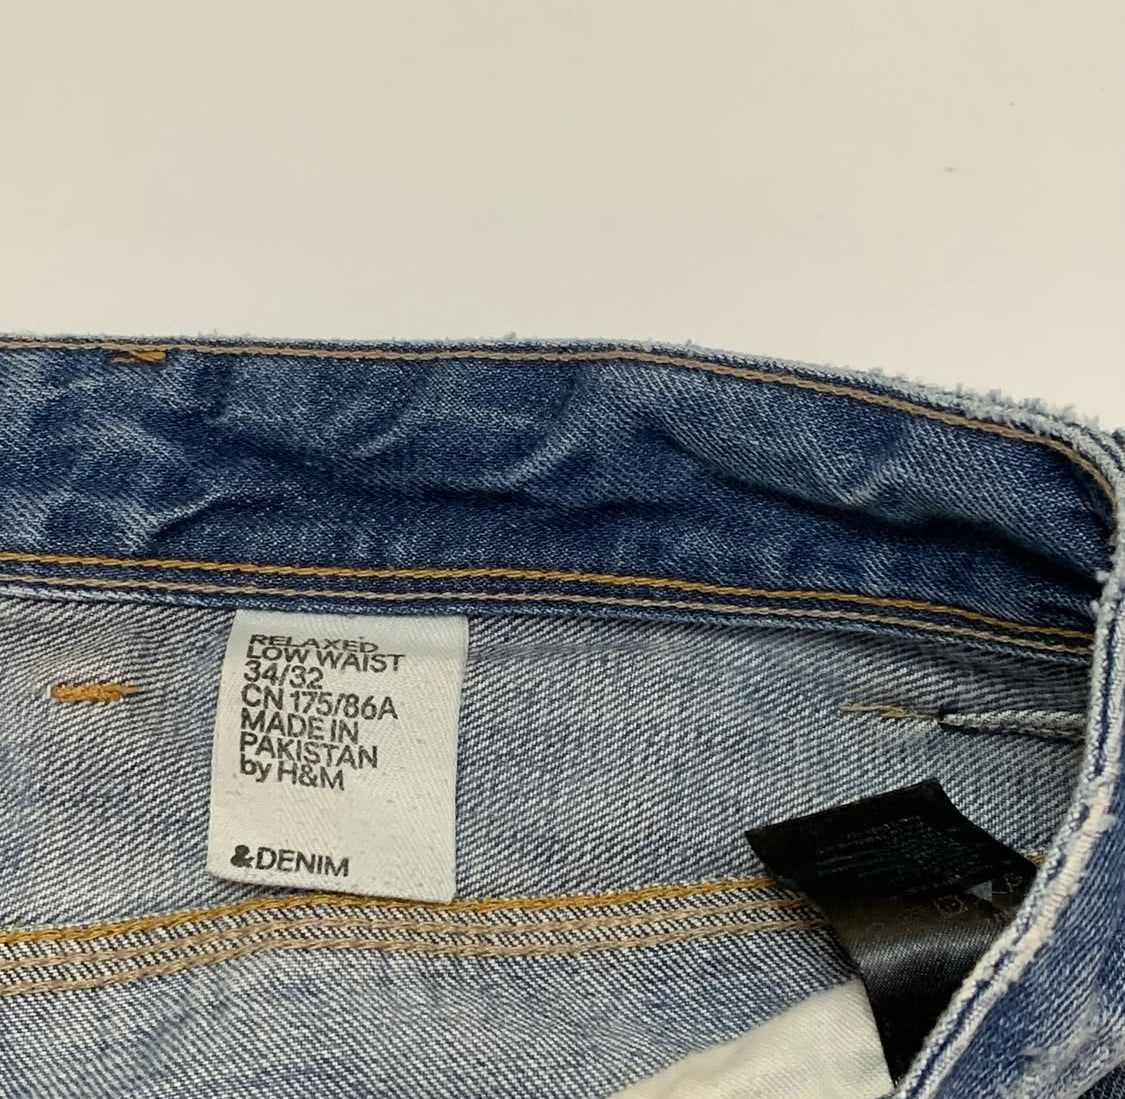 RELAXED
LOW WAIST
34/32
CN 175/86A
MADE IN
PAKISTAN
by H&M
&DENIM